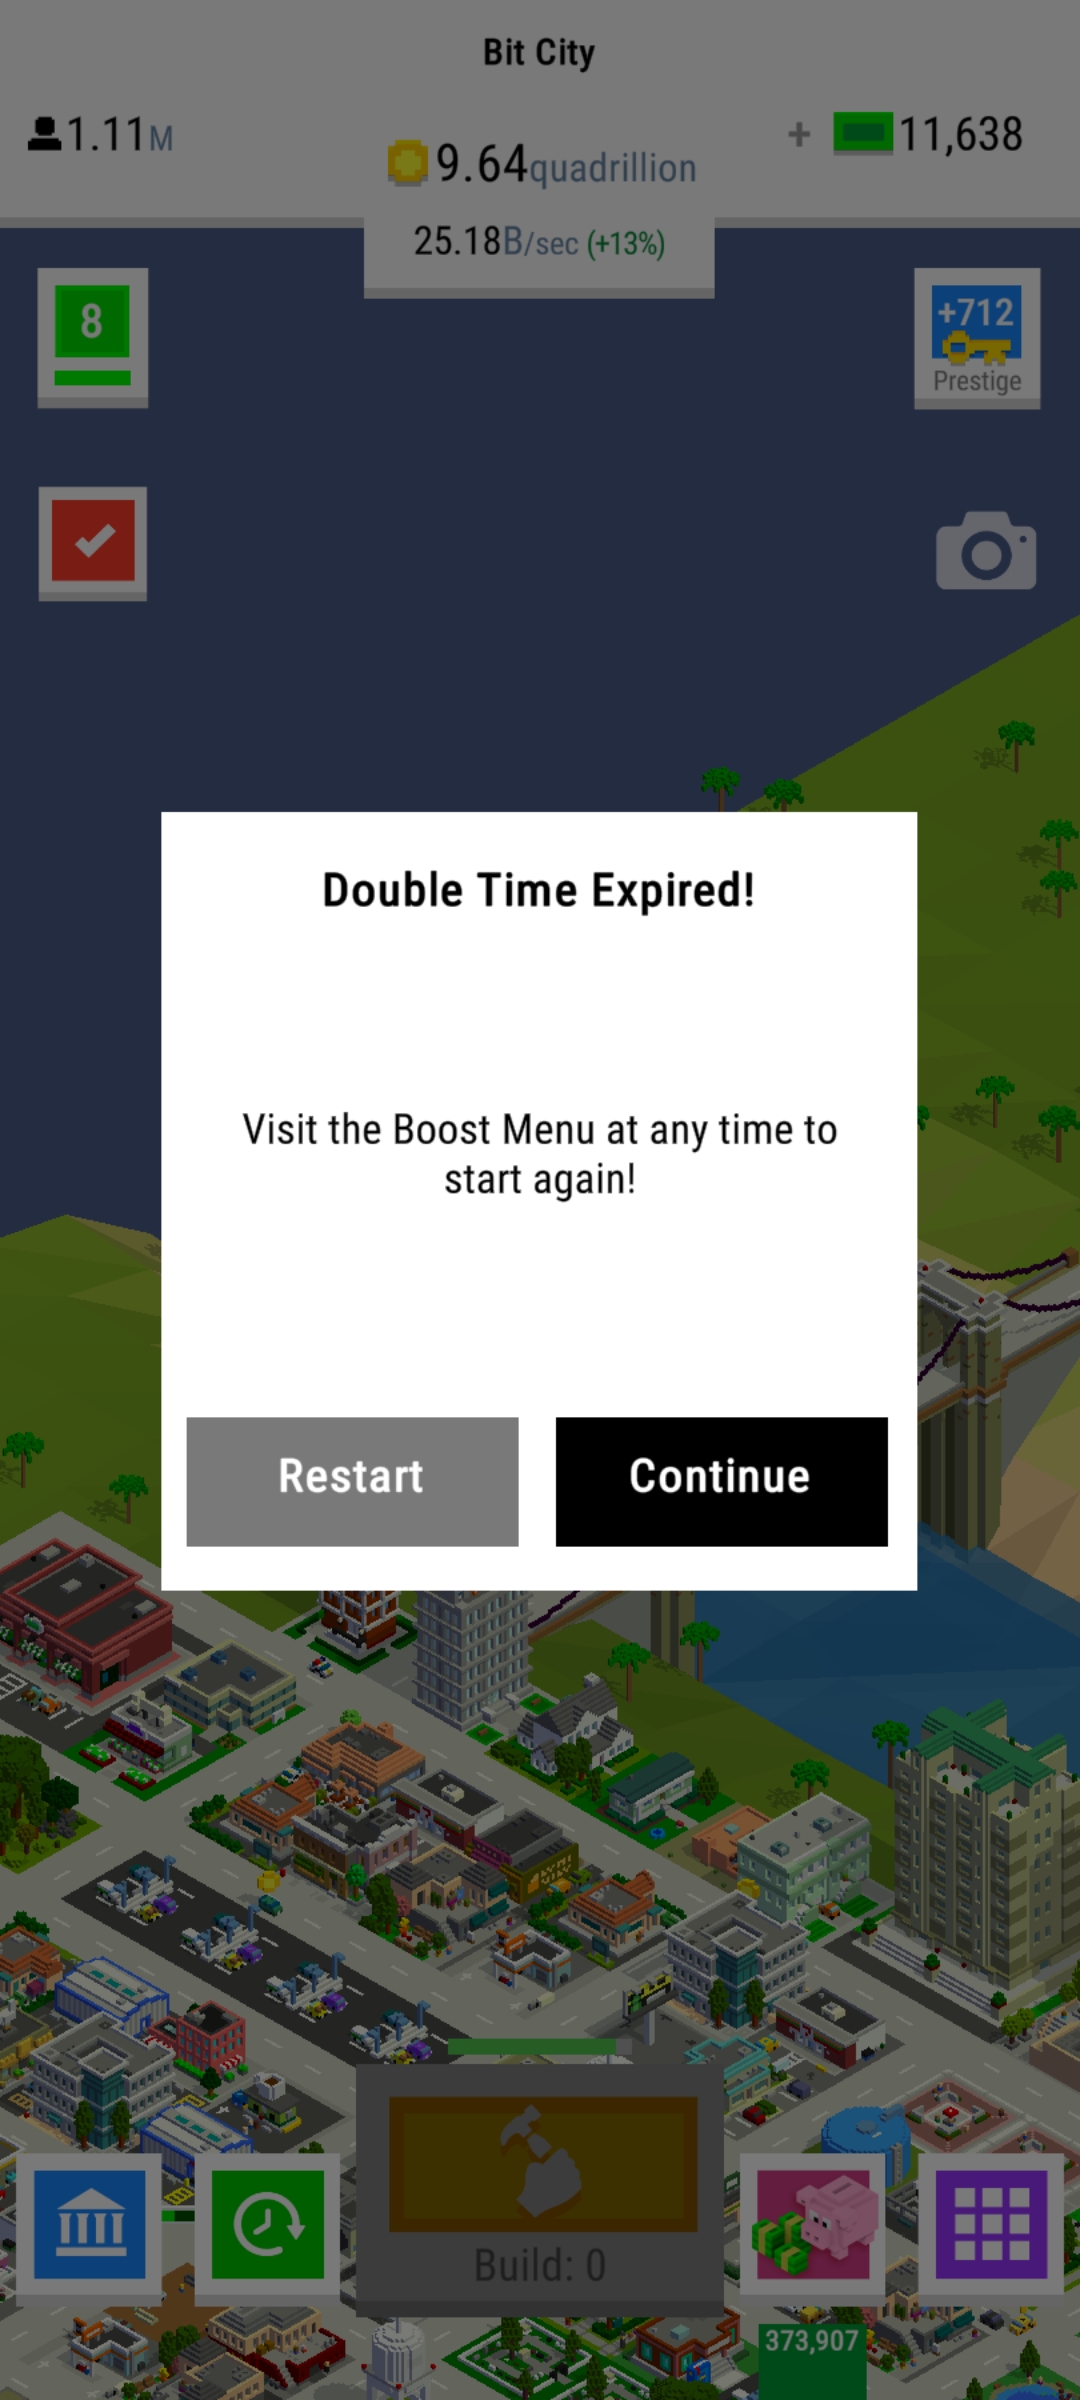 Bit City
1.11M
9.64quadrillion
+ 11,638
25.18B/sec (+13%)
8
+712
Prestige
Double Time Expired!
Visit the Boost Menu at any time to
start again!
Restart
Continue
Build: 0
373,907